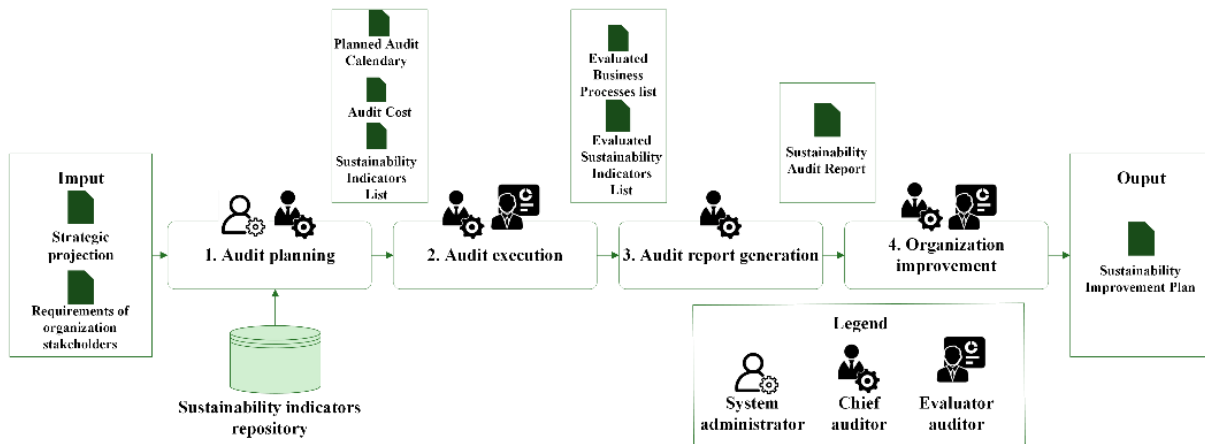 Imput
Strategic
projection
Requirements of
organization
stakeholders
Planned Audit
Calendary
Audit Cost
Sustainability
Indicators
List
1. Audit planning
Sustainability indicators
repository
2. Audit execution
Evaluated
Business
Processes list
Evaluated
Sustainability
Indicators
List
3. Audit report generation
Sustainability
Audit Report
4. Organization
improvement
Ouput
Sustainability
Improvement Plan
Legend
System
administrator
Chief
auditor
Evaluator
auditor